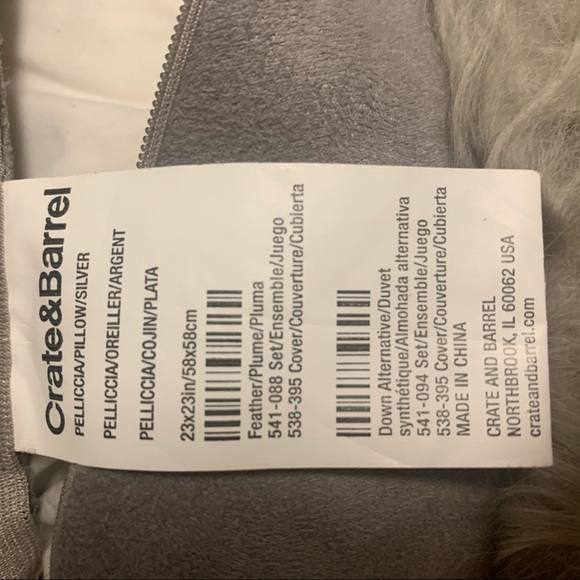 Crate&Barrel
PELLICCIA/PILLOW/SILVER
PELLICCIA/OREILLER/ARGENT
PELLICCIA/COJIN/PLATA
23x23in/58x58cm
Feather/Plume/Pluma
541-088 Set/Ensemble/Juego
538-395 Cover/Couverture/Cubierta
Down Alternative/Duvet
synthétique/Almohada alternativa
541-094 Set/Ensemble/Juego
538-395 Cover/Couverture/Cubierta
MADE IN CHINA
CRATE AND BARREL
NORTHBROOK, IL 60062 USA
crateandbarrel.com